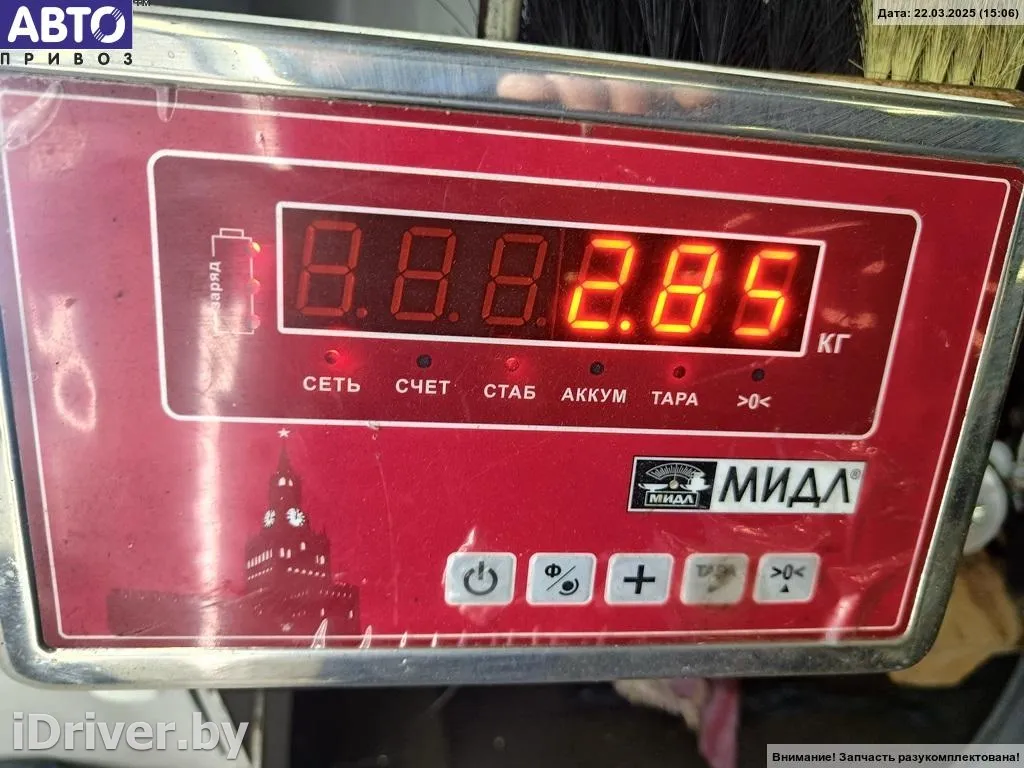 АВТО
ПРИВОЗ
Дата: 22.03.2025 (15:06)
заряд
2.85
КГ
СЕТЬ СЧЕТ СТАБ АККУМ ТАРА >0<
МИДЛ МИДЛ®
Ф + ТАРА >0<
iDriver.by
Внимание! Запчасть разукомплектована!